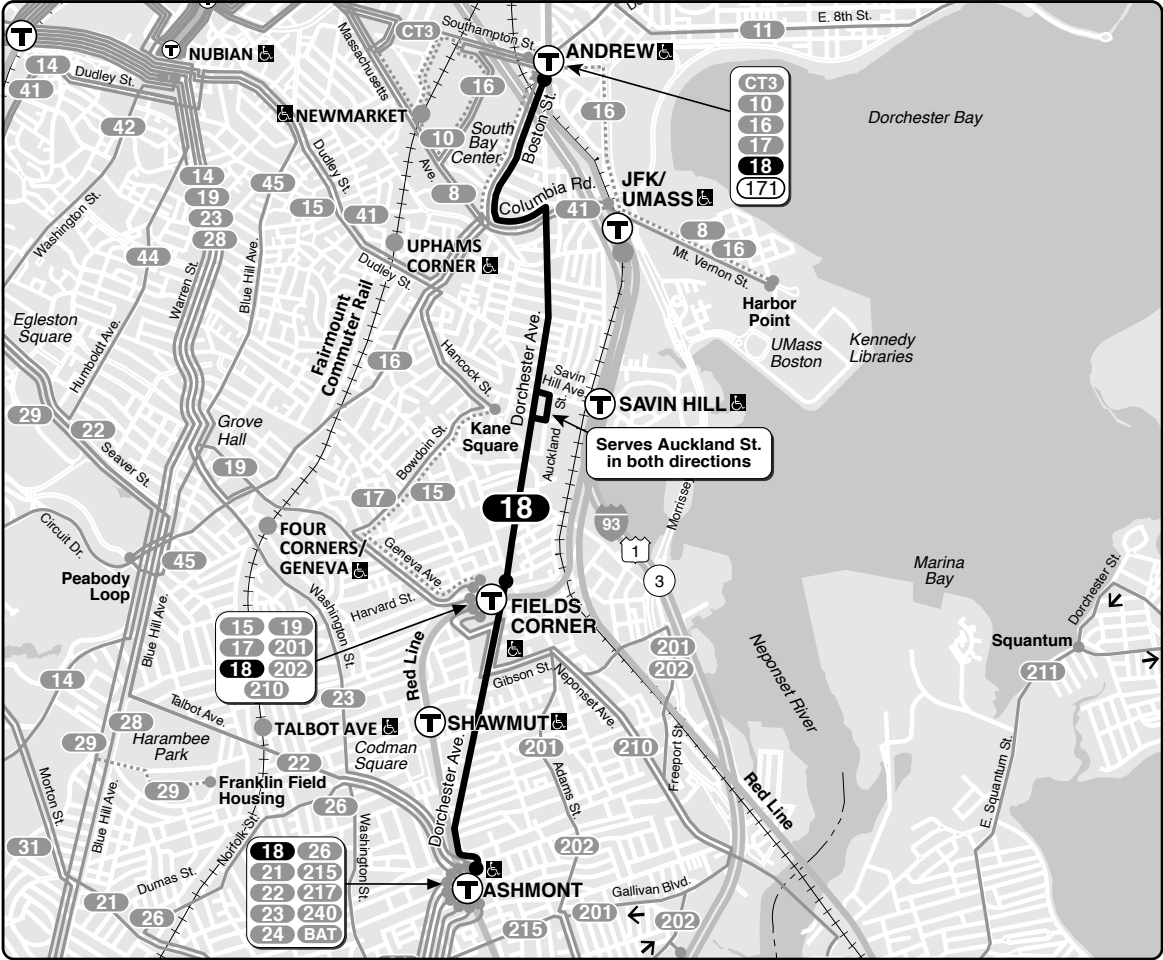 E. 8th St.
11
CT3
Southampton St.
Massachusetts
Ave.
T
ANDREW
T
T
NUBIAN
14
Dudley St.
41
42
NEWMARKET
16
10
South
Bay
Center
Boston St.
16
CT3
10
16
17
18
171
Dorchester Bay
Dudley St.
14
19
23
28
45
15
41
8
Columbia Rd.
41
JFK/
UMASS
T
8
16
Mt. Vernon St.
Harbor
Point
UMass
Boston
Kennedy
Libraries
Washington St.
44
Warren St.
Blue Hill Ave.
UPHAMS
CORNER
Dudley St.
Fairmount
Commuter Rail
Egleston
Square
Humboldt Ave.
16
Hancock St.
Dorchester Ave.
Savin
Hill Ave.
T
SAVIN HILL
Auckland St.
Serves Auckland St.
in both directions
29
22
Seaver St.
Grove
Hall
19
Kane
Square
Bowdoin St.
17
15
18
93
1
3
Circuit Dr.
Peabody
Loop
45
FOUR
CORNERS/
GENEVA
Geneva Ave.
Harvard St.
Washington St.
T
FIELDS
CORNER
15
19
17
201
18
202
210
Red Line
Blue Hill Ave.
14
28
29
Talbot Ave.
Harambee
Park
23
TALBOT AVE
Codman
Square
22
T
SHAWMUT
Gibson St.
Neponset Ave.
201
202
201
210
Freeport St.
Adams St.
Neponset River
Marina
Bay
Squantum
Dorchester St.
211
E. Squantum St.
Red Line
29
Franklin Field
Housing
26
Morton St.
Blue Hill Ave.
Norfolk St.
Washington St.
Dorchester Ave.
31
Dumas St.
21
26
18
26
21
215
22
217
23
240
24
BAT
T
ASHMONT
202
Gallivan Blvd.
201
202
215